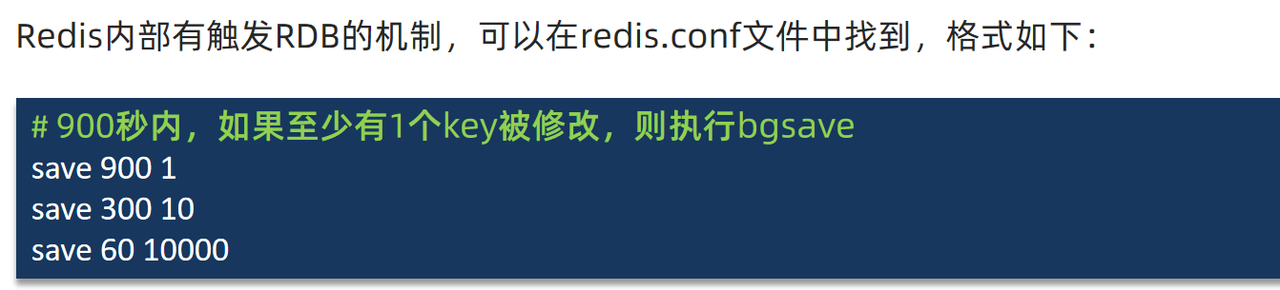 Redis内部有触发RDB的机制，可以在redis.conf文件中找到，格式如下：
# 900秒内，如果至少有1个key被修改，则执行bgsave
save 900 1
save 300 10
save 60 10000